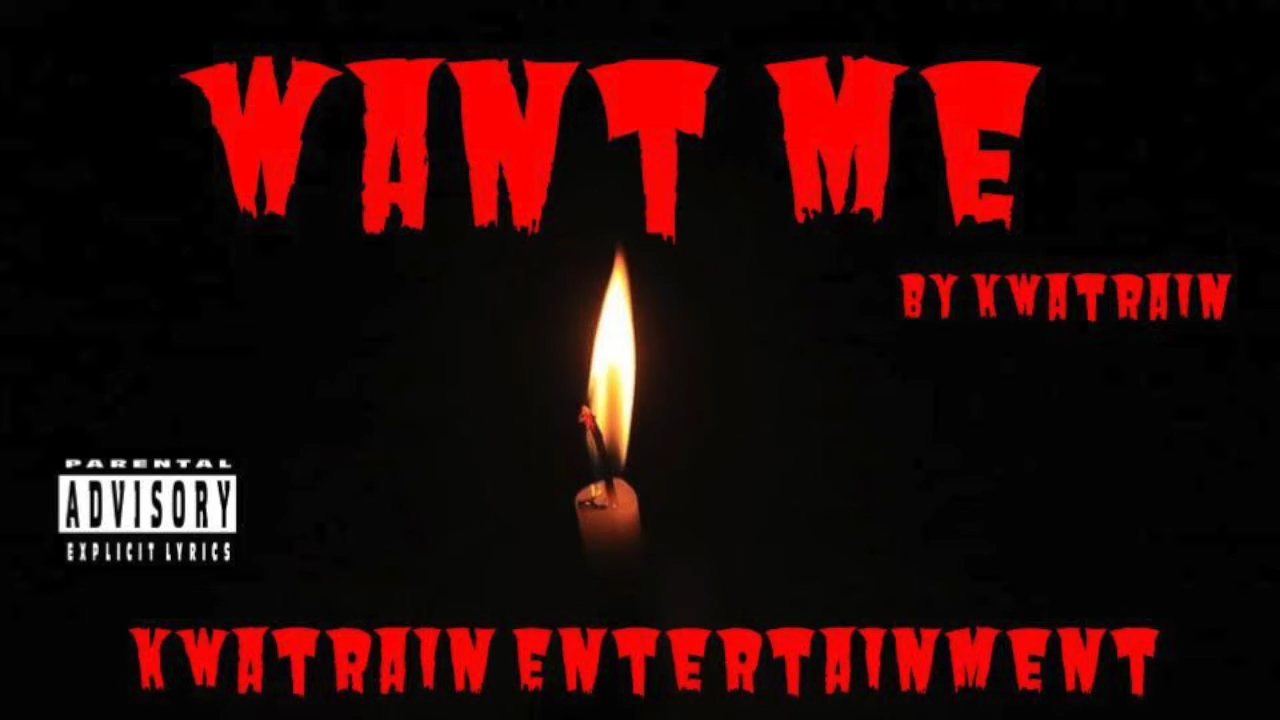 WANT ME
BY KWATRAIN
PARENTAL
ADVISORY
EXPLICIT LYRICS
KWATRAIN ENTERTAINMENT